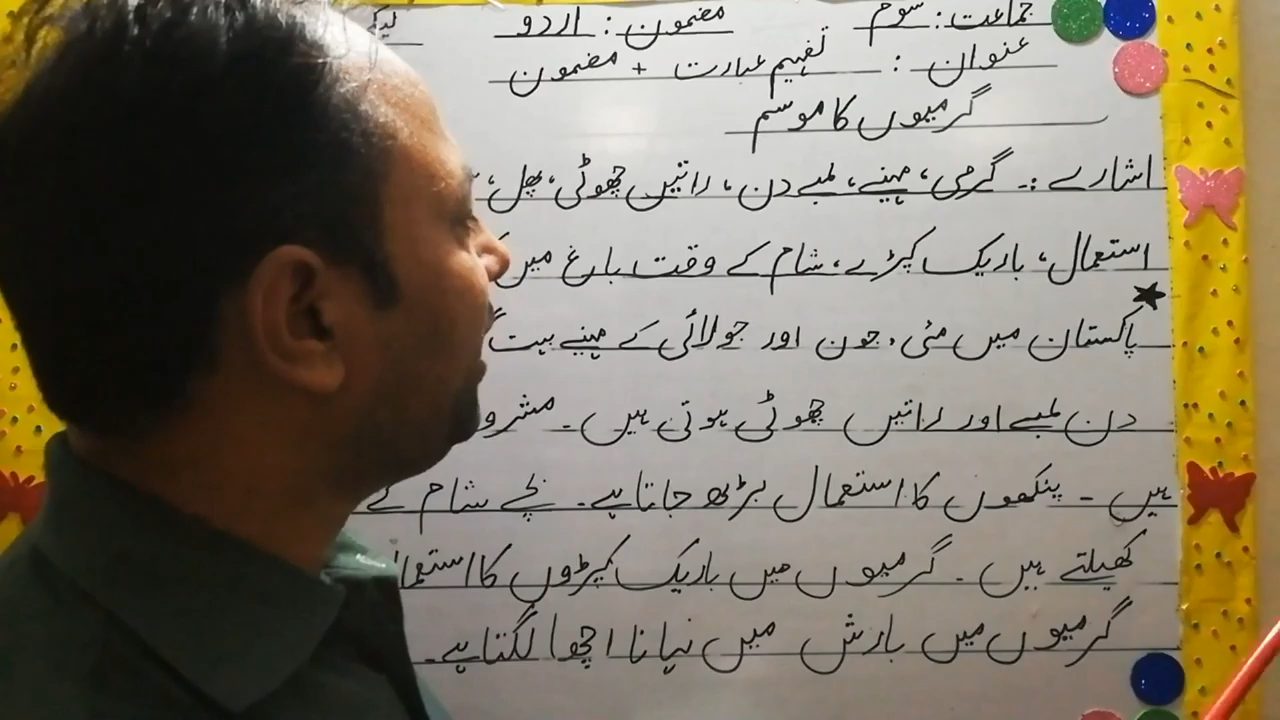 جماعت: سوم مضمون: اردو
عنوان: تفہیم عبارت + مضمون
گرمیوں کا موسم
اشارے :۔ گرمی، مہینے، لمبے دن، راتیں چھوٹی، پھل،
استعمال، باریک کپڑے، شام کے وقت باغ میں
پاکستان میں مئی، جون اور جولائی کے مہینے بہت
دن لمبے اور راتیں چھوٹی ہوتی ہیں ۔
ہیں ۔ پنکھوں کا استعمال بڑھ جاتا ہے ۔ بچے شام کے
کھیلتے ہیں ۔ گرمیوں میں باریک کپڑوں کا
گرمیوں میں بارش میں نہانا اچھا لگتا ہے ۔